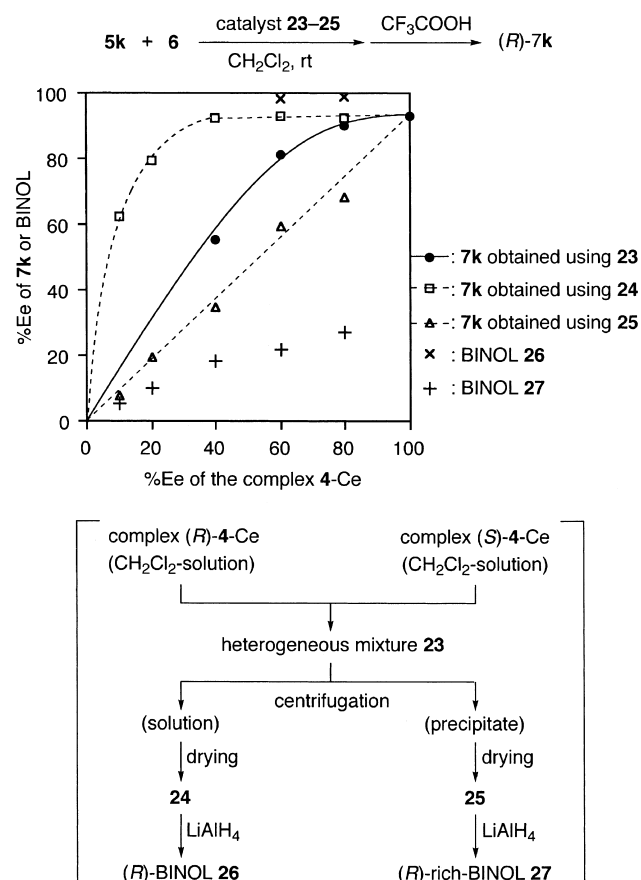 5k + 6 catalyst 23–25 CF3COOH (R)-7k
CH2Cl2, rt
100
80
60
40
20
0
%Ee of 7k or BINOL
0 20 40 60 80 100
%Ee of the complex 4-Ce
: 7k obtained using 23
: 7k obtained using 24
: 7k obtained using 25
× : BINOL 26
+ : BINOL 27
complex (R)-4-Ce complex (S)-4-Ce
(CH2Cl2-solution) (CH2Cl2-solution)
heterogeneous mixture 23
centrifugation
(solution) (precipitate)
drying drying
24 25
LiAlH4 LiAlH4
(R)-BINOL 26 (R)-rich-BINOL 27